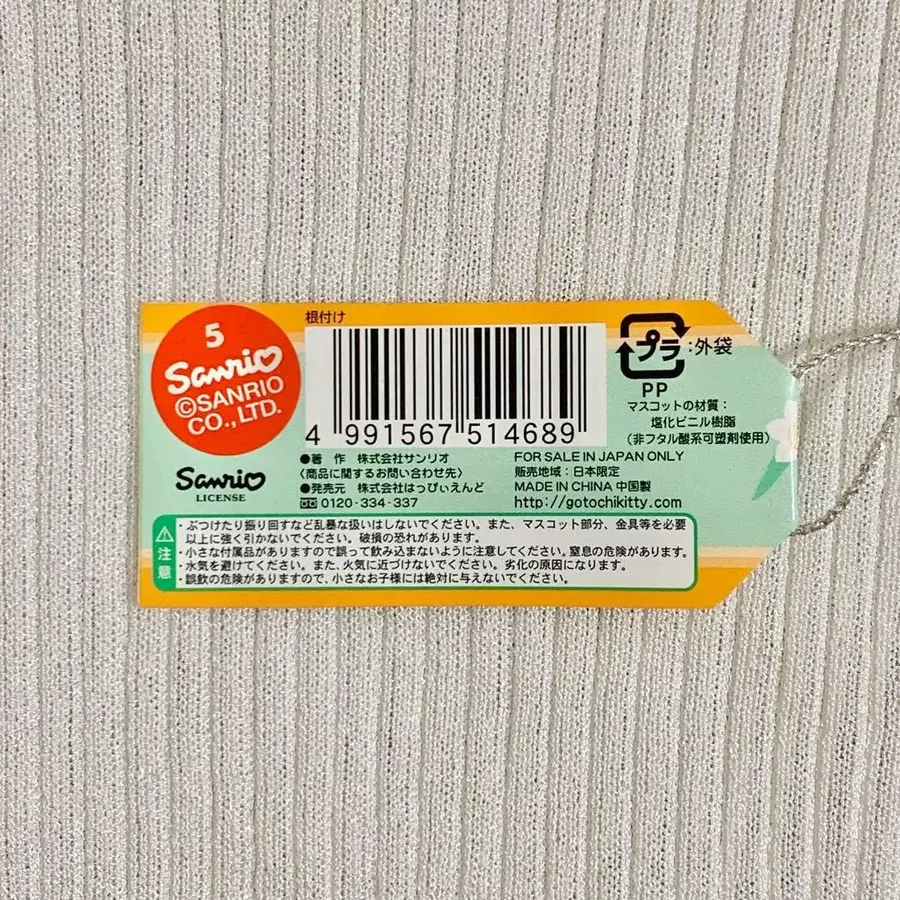 5
Sanrio
©SANRIO
CO., LTD.
Sanrio
LICENSE
根付け
4 991567 514689
●著 作 株式会社サンリオ
〈商品に関するお問い合わせ先〉
●発売元 株式会社はっぴぃえんど
0120-334-337
プラ:外袋
PP
マスコットの材質:
塩化ビニル樹脂
(非フタル酸系可塑剤使用)
FOR SALE IN JAPAN ONLY
販売地域:日本限定
MADE IN CHINA 中国製
http://gotochikitty.com
注意
・ぶつけたり振り回すなど乱暴な扱いはしないでください。また、マスコット部分、金具等を必要
以上に強く引かないでください。破損の恐れがあります。
・小さな付属品がありますので誤って飲み込まないように注意してください。窒息の危険があります。
・水気を避けてください。また、火気に近づけないでください。劣化の原因になります。
・誤飲の危険がありますので、小さなお子様には絶対に与えないでください。